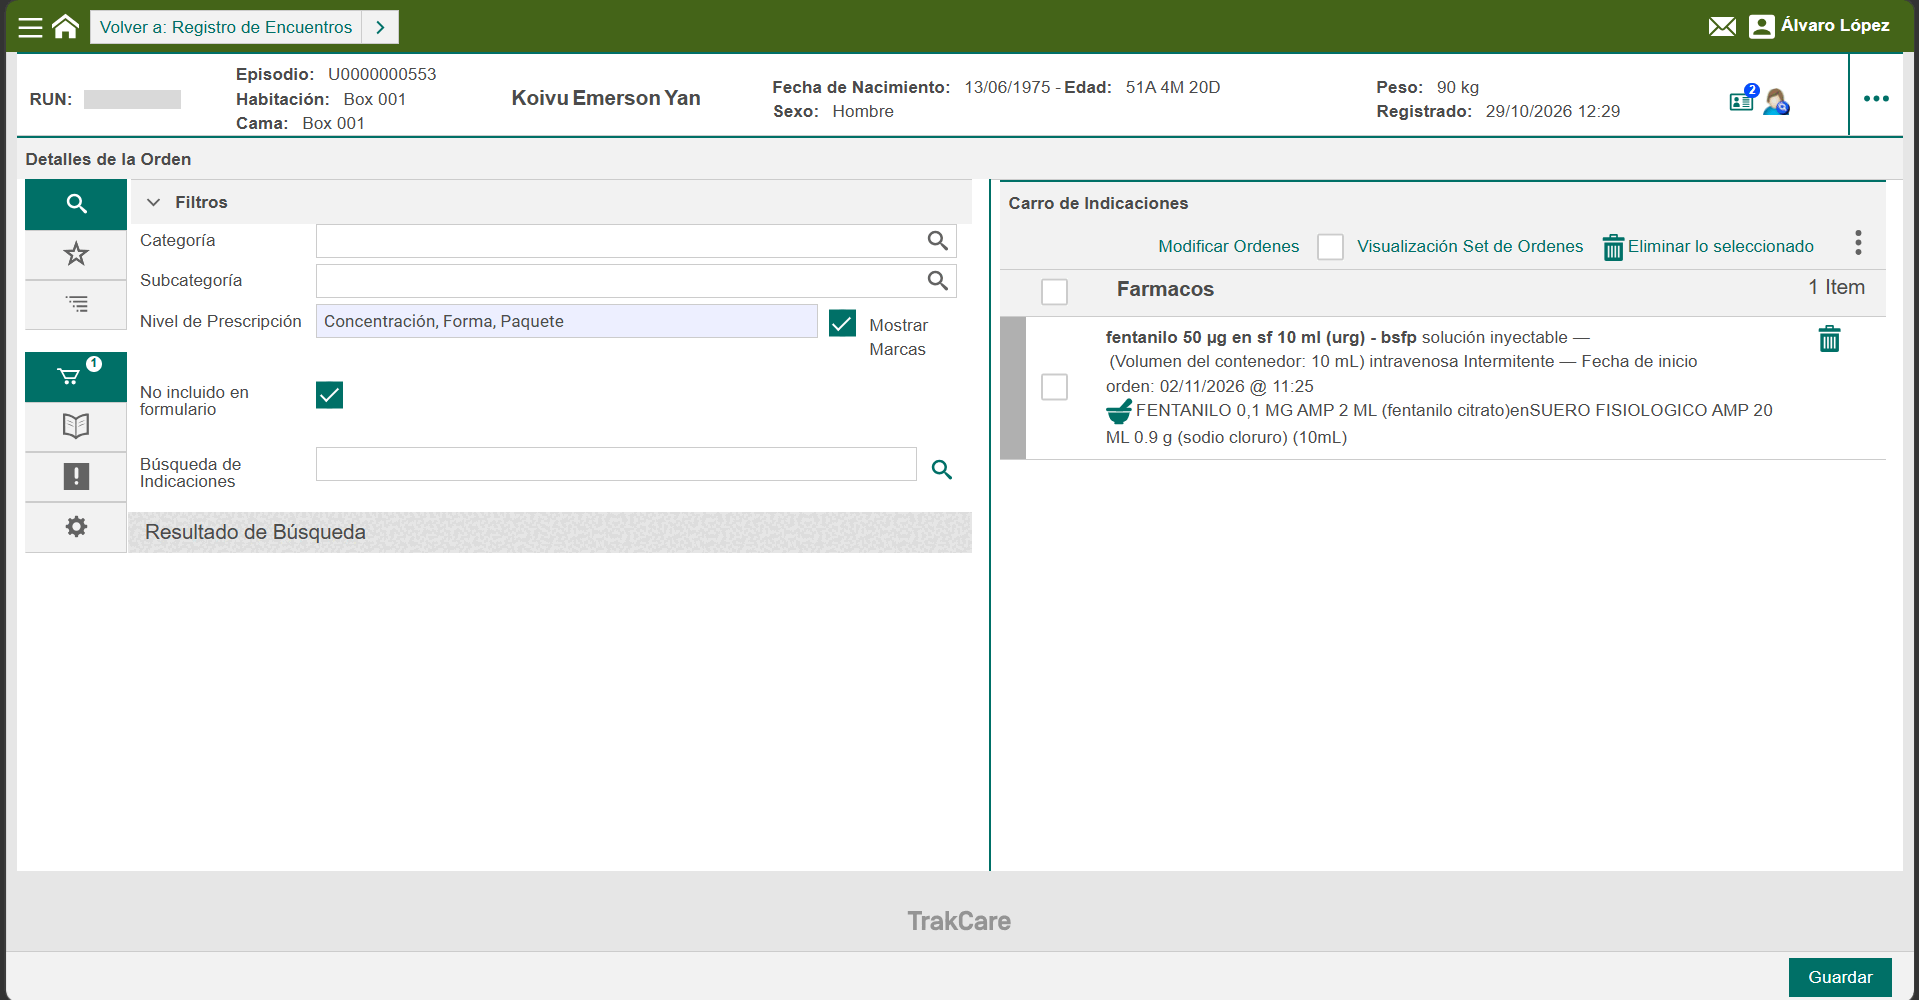 Volver a: Registro de Encuentros
Álvaro López
RUN:
Episodio: U0000000553
Habitación: Box 001
Cama: Box 001
Koivu Emerson Yan
Fecha de Nacimiento: 13/06/1975 - Edad: 51A 4M 20D
Sexo: Hombre
Peso: 90 kg
Registrado: 29/10/2026 12:29
2
Detalles de la Orden
Filtros
Categoría
Subcategoría
Nivel de Prescripción Concentración, Forma, Paquete
Mostrar
Marcas
1
No incluido en
formulario
Búsqueda de
Indicaciones
Resultado de Búsqueda
Carro de Indicaciones
Modificar Ordenes Visualización Set de Ordenes Eliminar lo seleccionado
Farmacos 1 Item
fentanilo 50 µg en sf 10 ml (urg) - bsfp solución inyectable —
(Volumen del contenedor: 10 mL) intravenosa Intermitente — Fecha de inicio
orden: 02/11/2026 @ 11:25
FENTANILO 0,1 MG AMP 2 ML (fentanilo citrato)enSUERO FISIOLOGICO AMP 20
ML 0.9 g (sodio cloruro) (10mL)
TrakCare
Guardar